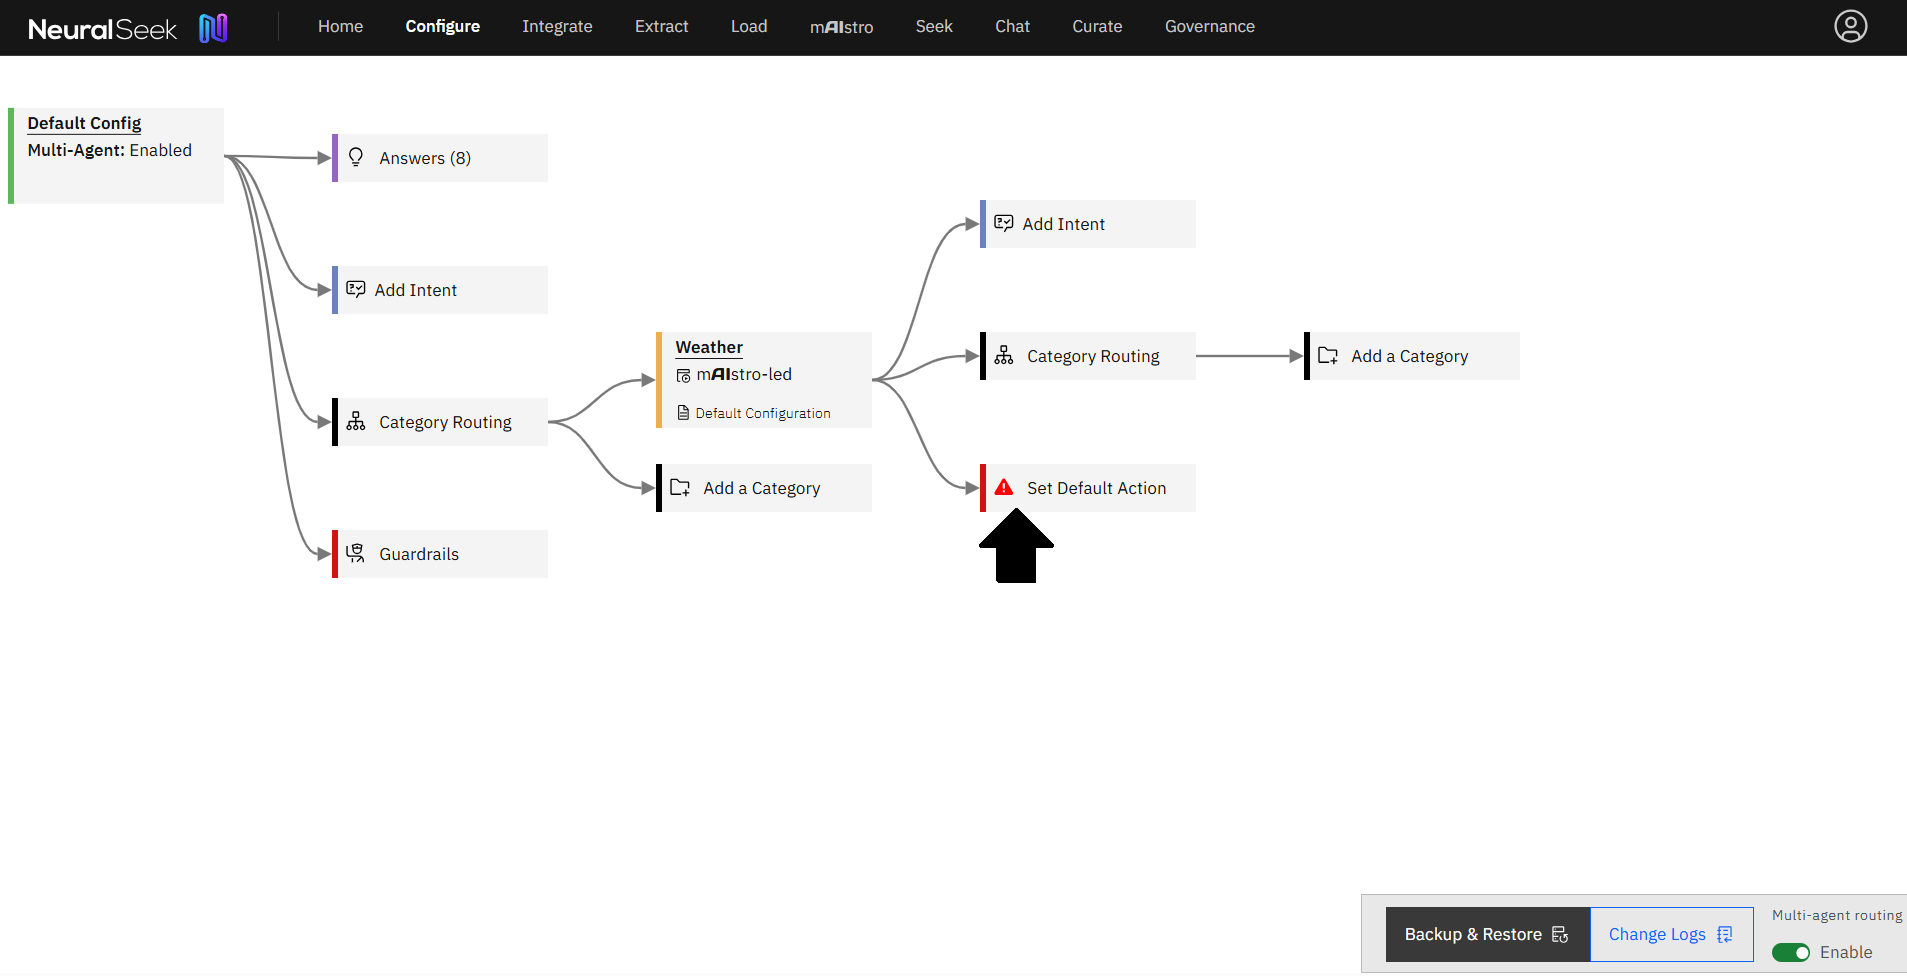 NeuralSeek
Home Configure Integrate Extract Load mAIstro Seek Chat Curate Governance
Default Config
Multi-Agent: Enabled
Answers (8)
Add Intent
Category Routing
Guardrails
Weather
mAIstro-led
Default Configuration
Add a Category
Add Intent
Category Routing
Set Default Action
Add a Category
Backup & Restore
Change Logs
Multi-agent routing
Enable